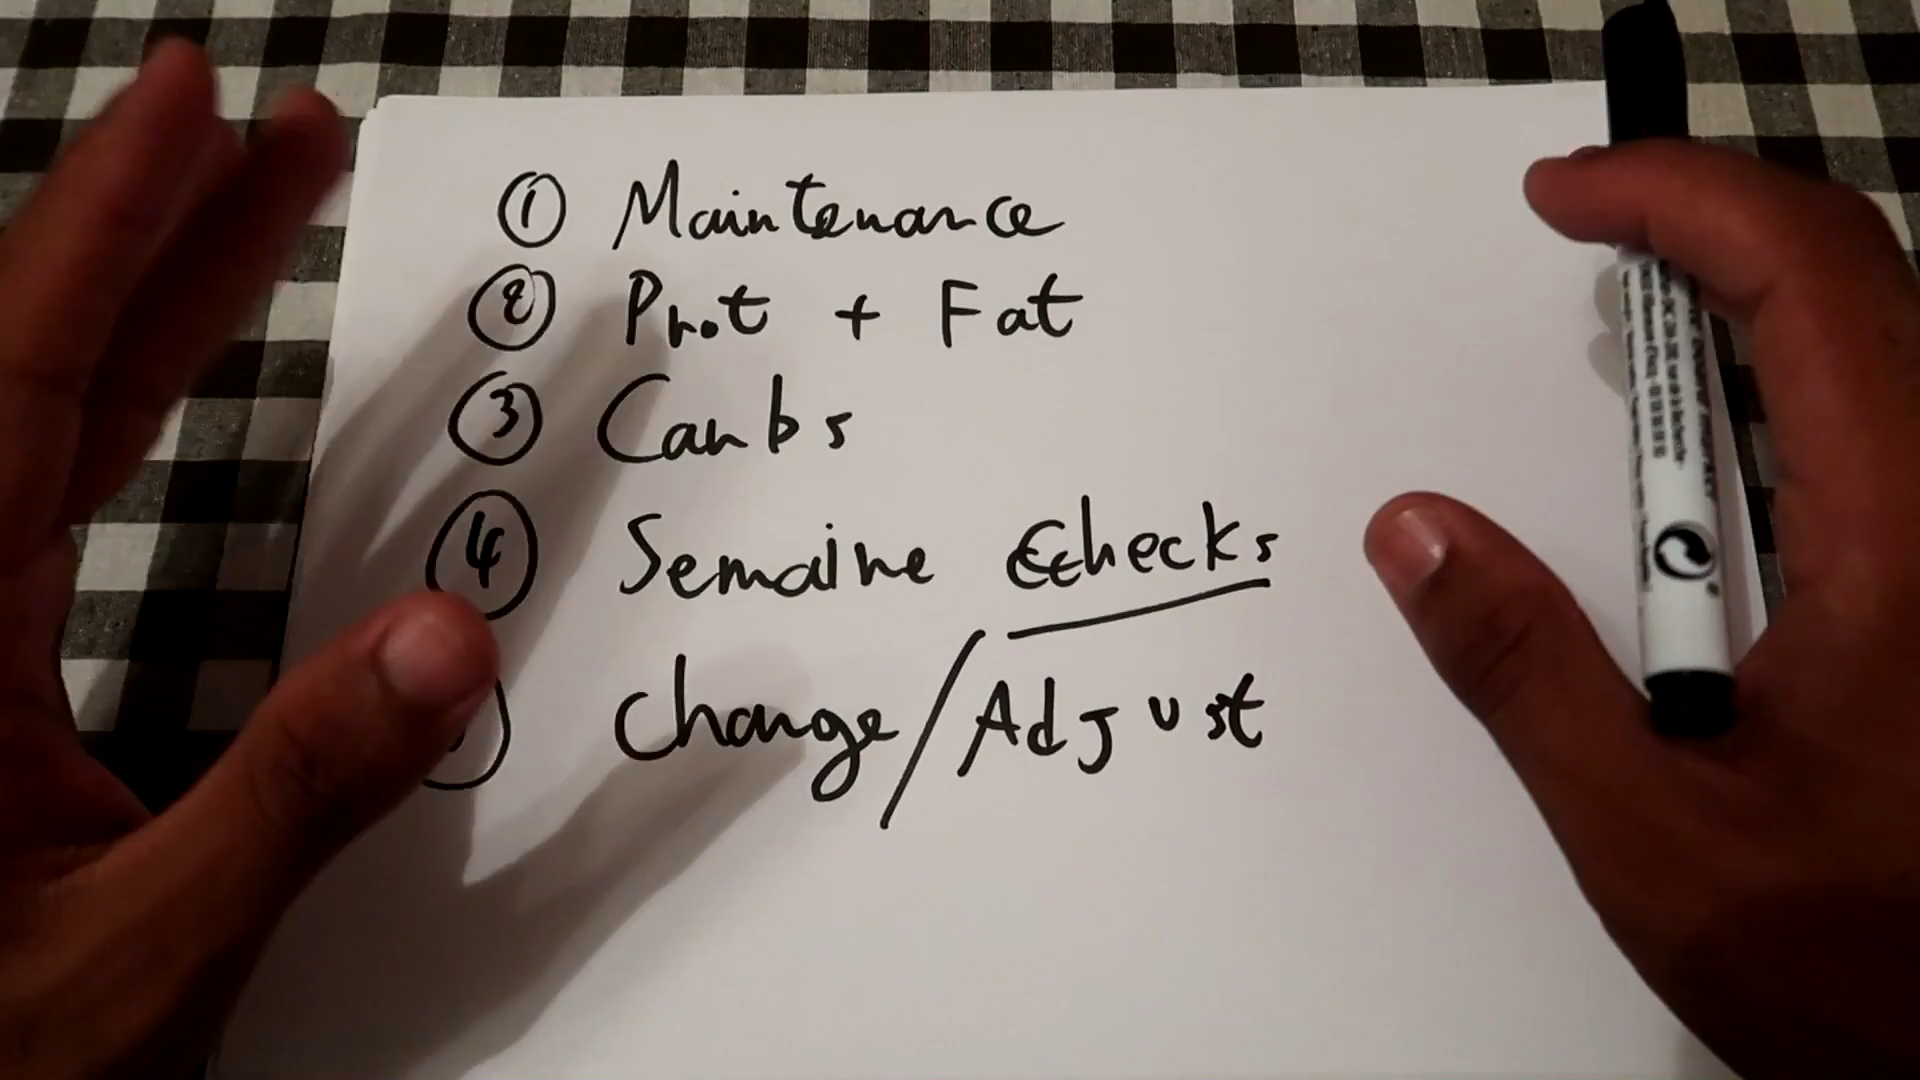 ① Maintenance
② Prot + Fat
③ Carbs
④ Semaine Checks
Change/Adjust